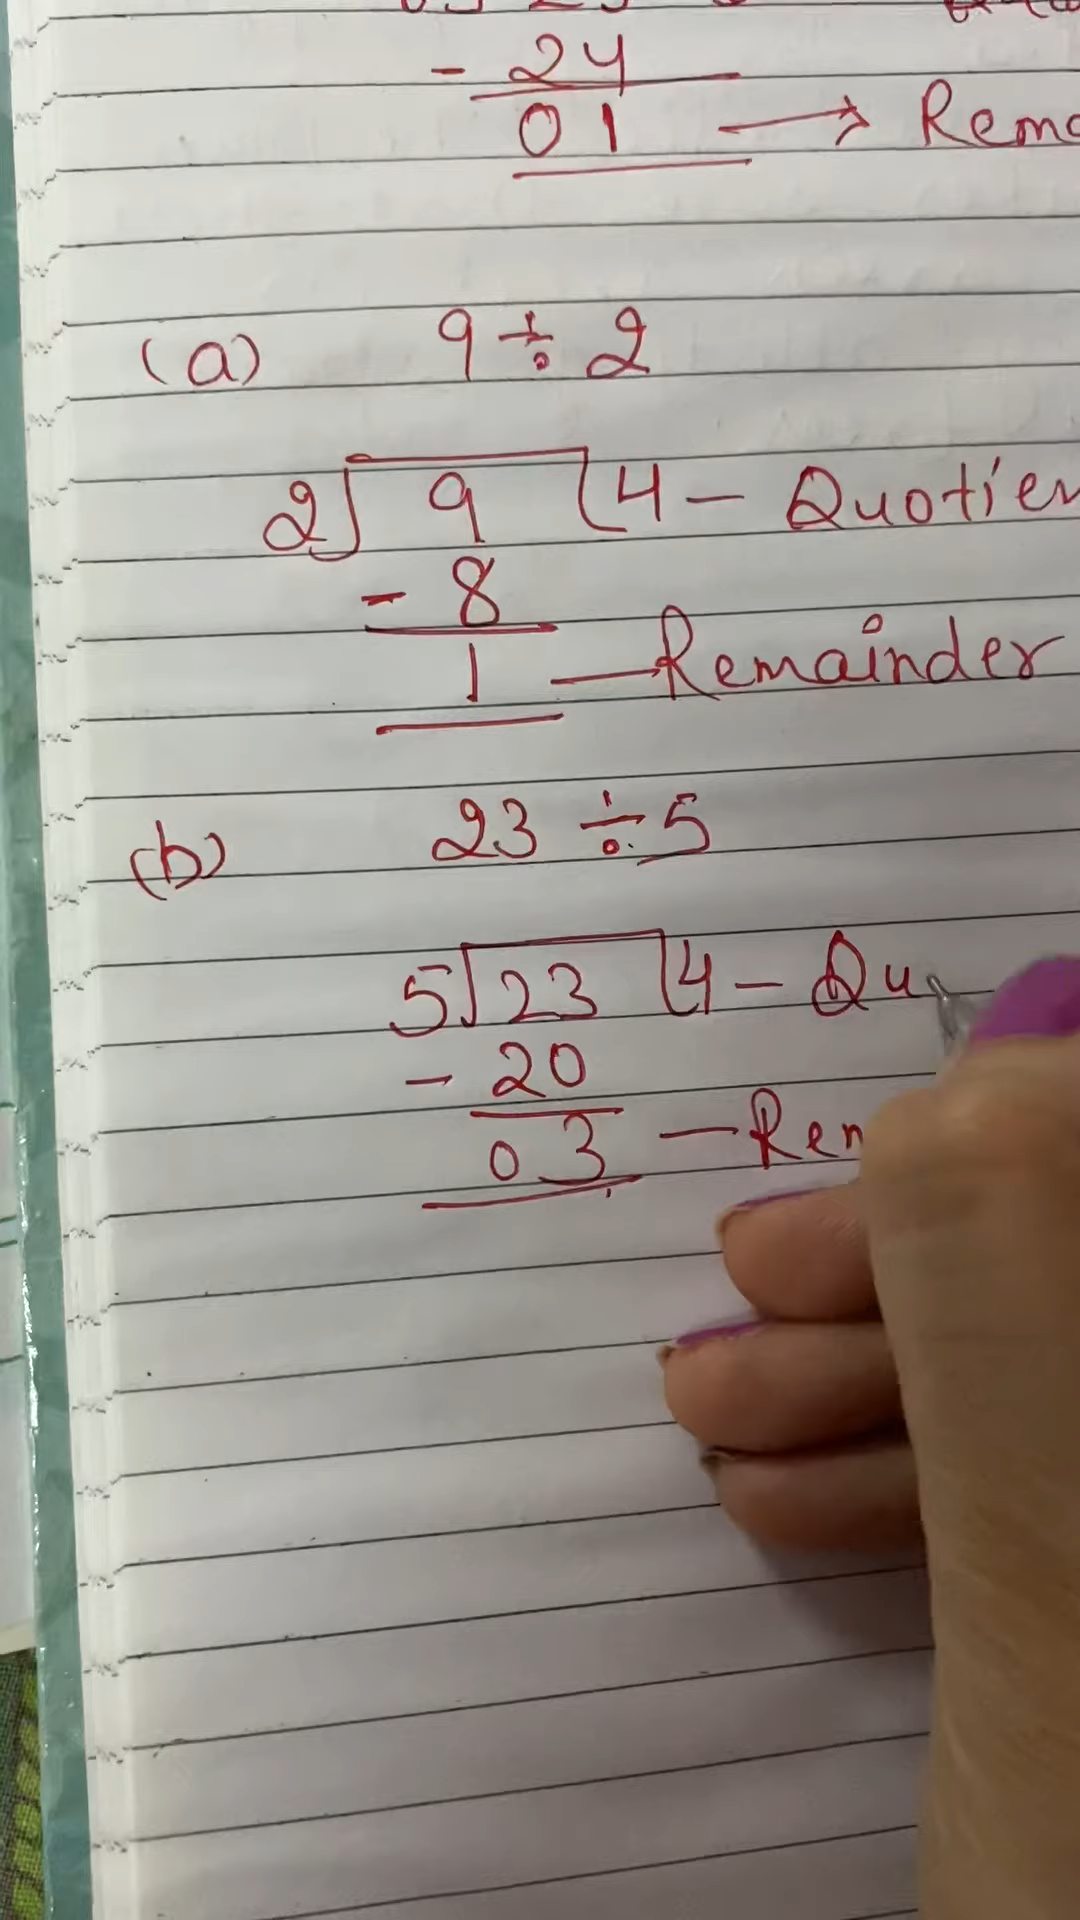 - 24
01 → Rema
(a) 9 ÷ 2
2 9 4 - Quotien
- 8
1 — Remainder
(b) 23 ÷ 5
5 23 4 - Qu
- 20
03 — Rem